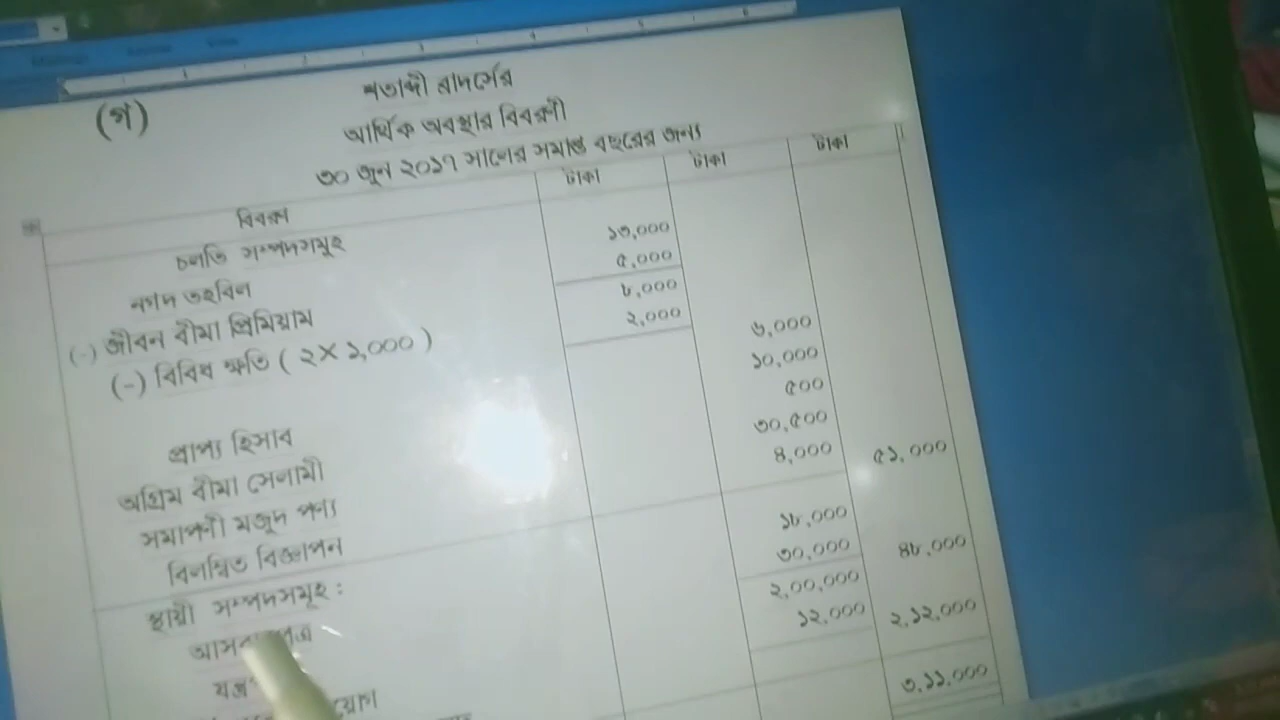 (গ)
শতাব্দী ব্রাদার্সের
আর্থিক অবস্থার বিবরণী
৩০ জুন ২০১৭ সালের সমাপ্ত বছরের জন্য
বিবরণ টাকা টাকা টাকা
চলতি সম্পদসমূহ
নগদ তহবিল ১৩,০০০
(-) জীবন বীমা প্রিমিয়াম ৫,০০০
৮,০০০
(-) বিবিধ ক্ষতি ( ২ X ১,০০০ ) ২,০০০ ৬,০০০
প্রাপ্য হিসাব ১০,০০০
অগ্রিম বীমা সেলামী ৫০০
সমাপনী মজুদ পণ্য ৩০,৫০০
বিলম্বিত বিজ্ঞাপন ৪,০০০ ৫১,০০০
স্থায়ী সম্পদসমূহ :
১৮,০০০
৩০,০০০ ৪৮,০০০
২,০০,০০০
১২,০০০ ২,১২,০০০
৩,১১,০০০